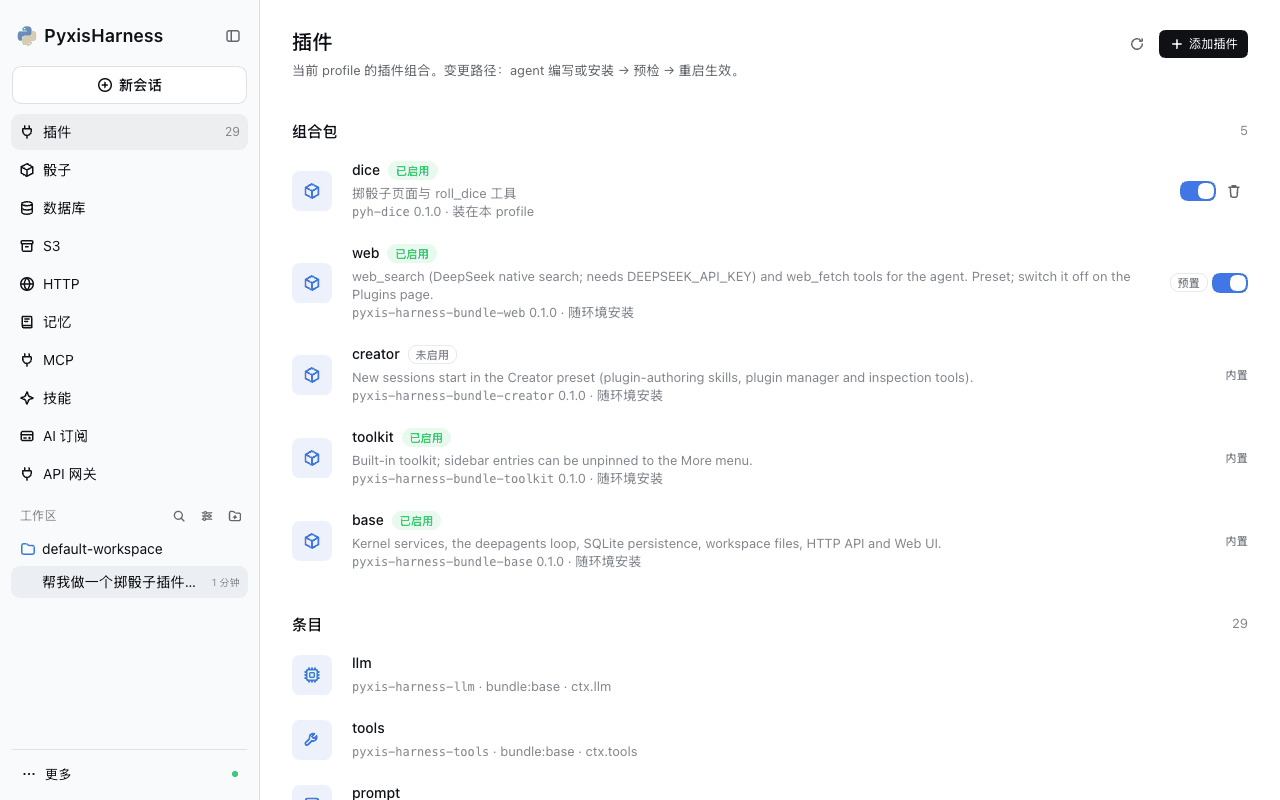 PyxisHarness
新会话
插件 29
骰子
数据库
S3
HTTP
记忆
MCP
技能
AI 订阅
API 网关
工作区
default-workspace
帮我做一个掷骰子插件... 1 分钟
更多
插件
添加插件
当前 profile 的插件组合。变更路径：agent 编写或安装 → 预检 → 重启生效。
组合包 5
dice 已启用
掷骰子页面与 roll_dice 工具
pyh-dice 0.1.0 · 装在本 profile
web 已启用
web_search (DeepSeek native search; needs DEEPSEEK_API_KEY) and web_fetch tools for the agent. Preset; switch it off on the
Plugins page.
pyxis-harness-bundle-web 0.1.0 · 随环境安装
预置
creator 未启用
New sessions start in the Creator preset (plugin-authoring skills, plugin manager and inspection tools).
pyxis-harness-bundle-creator 0.1.0 · 随环境安装
内置
toolkit 已启用
Built-in toolkit; sidebar entries can be unpinned to the More menu.
pyxis-harness-bundle-toolkit 0.1.0 · 随环境安装
内置
base 已启用
Kernel services, the deepagents loop, SQLite persistence, workspace files, HTTP API and Web UI.
pyxis-harness-bundle-base 0.1.0 · 随环境安装
内置
条目 29
llm
pyxis-harness-llm · bundle:base · ctx.llm
tools
pyxis-harness-tools · bundle:base · ctx.tools
prompt